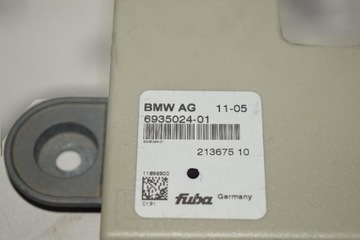 BMW AG 11-05
6935024-01
213675 10
fuba Germany